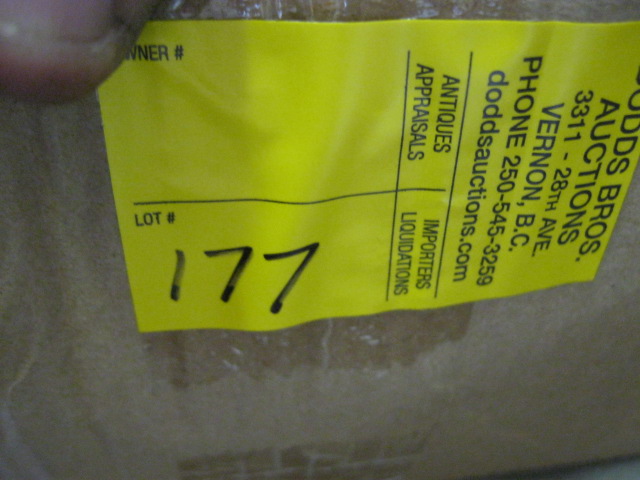 WNER #
LOT #
177
ANTIQUES
APPRAISALS
IMPORTERS
LIQUIDATIONS
DODDS BROS.
AUCTIONS
3311 - 28TH AVE
VERNON, B.C.
PHONE 250-545-3259
doddsauctions.com